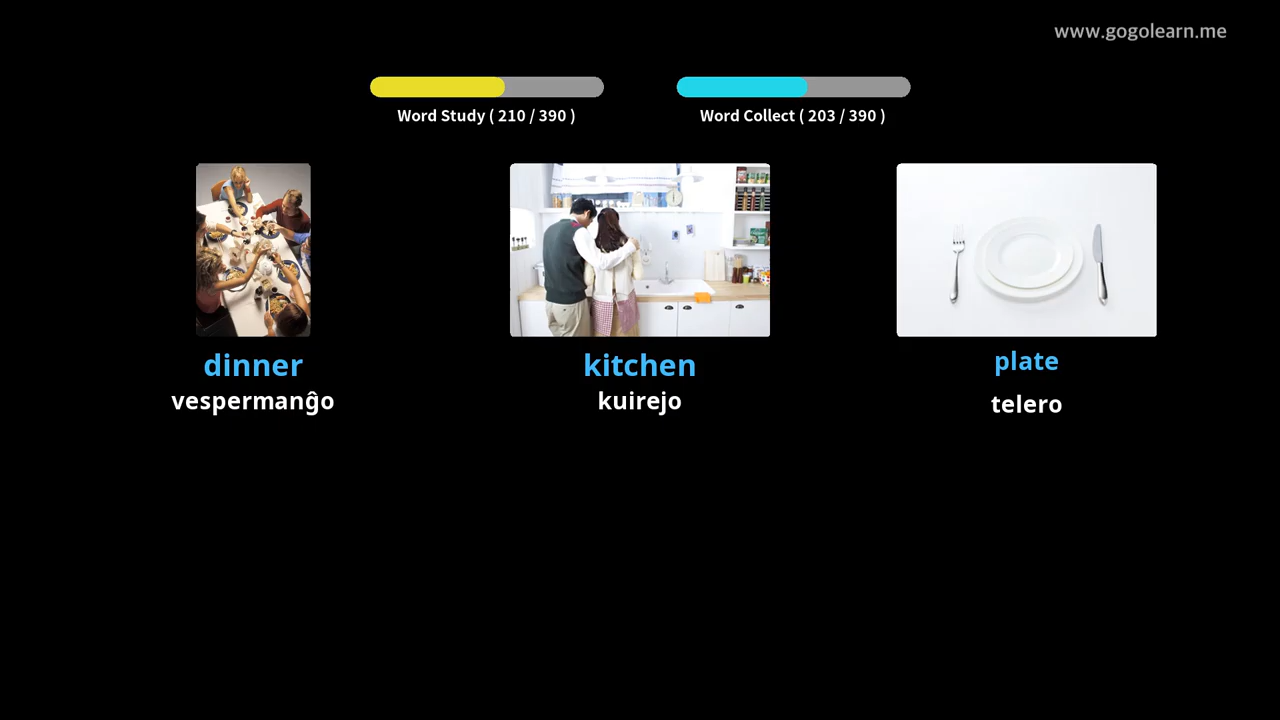 www.gogolearn.me
Word Study ( 210 / 390 )
Word Collect ( 203 / 390 )
dinner
vespermanĝo
kitchen
kuirejo
plate
telero